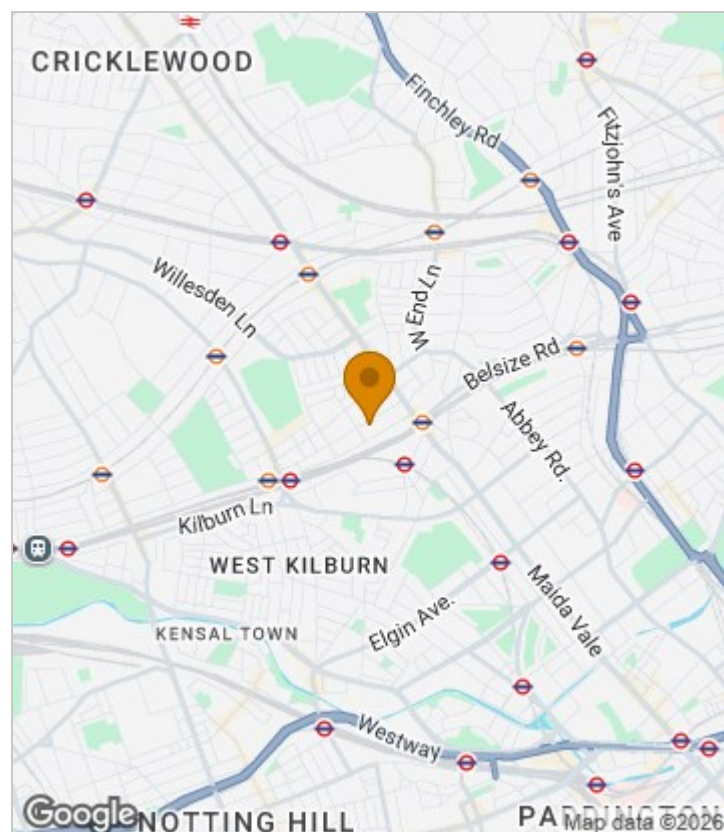 CRICKLEWOOD
Finchley Rd
Fitzjohn's Ave
Willesden Ln
W End Ln
Belsize Rd
Abbey Rd.
Kilburn Ln
WEST KILBURN
Maida Vale
Elgin Ave.
KENSAL TOWN
Westway
Google
NOTTING HILL
PADDINGTON
Map data ©2026